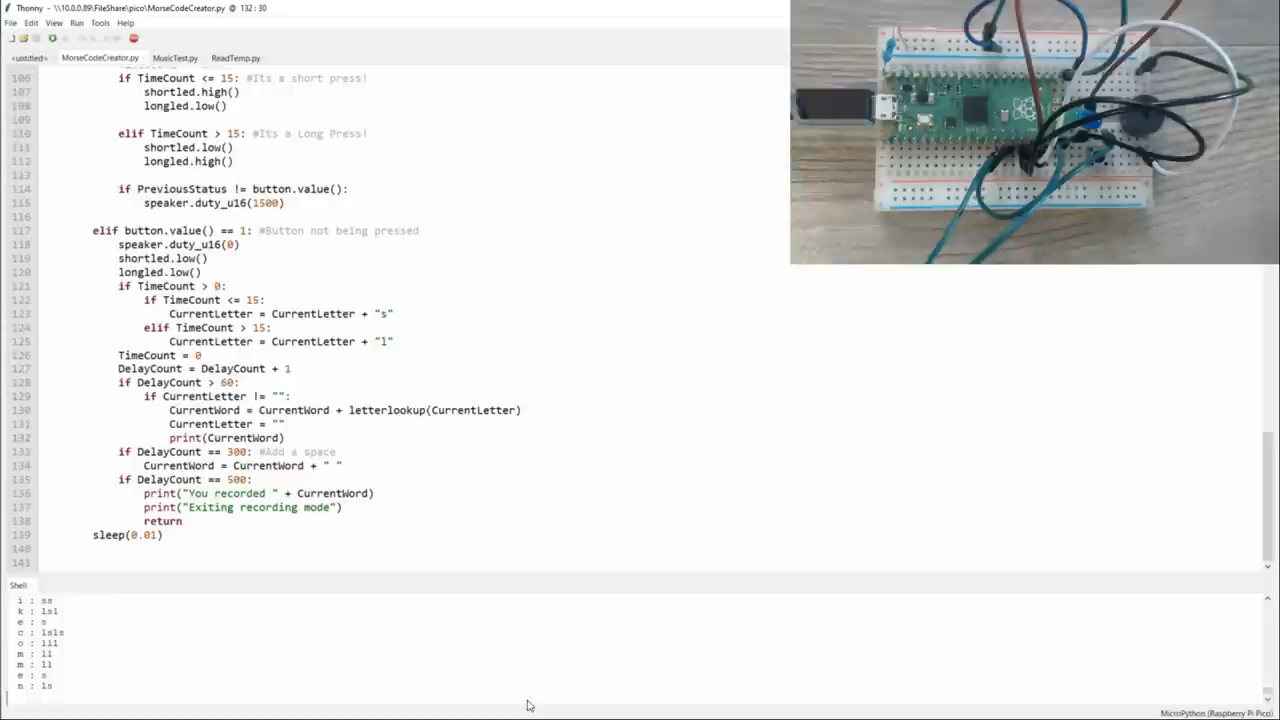 Thonny - \\10.0.0.89\FileShare\pico\MorseCodeCreator.py @ 132 : 30
File Edit View Run Tools Help
<untitled> MorseCodeCreator.py MusicTest.py ReadTemp.py
106 if TimeCount <= 15: #Its a short press!
107 shortled.high()
108 longled.low()
109
110 elif TimeCount > 15: #Its a Long Press!
111 shortled.low()
112 longled.high()
113
114 if PreviousStatus != button.value():
115 speaker.duty_u16(1500)
116
117 elif button.value() == 1: #Button not being pressed
118 speaker.duty_u16(0)
119 shortled.low()
120 longled.low()
121 if TimeCount > 0:
122 if TimeCount <= 15:
123 CurrentLetter = CurrentLetter + "s"
124 elif TimeCount > 15:
125 CurrentLetter = CurrentLetter + "l"
126 TimeCount = 0
127 DelayCount = DelayCount + 1
128 if DelayCount > 60:
129 if CurrentLetter != "":
130 CurrentWord = CurrentWord + letterlookup(CurrentLetter)
131 CurrentLetter = ""
132 print(CurrentWord)
133 if DelayCount == 300: #Add a space
134 CurrentWord = CurrentWord + " "
135 if DelayCount == 500:
136 print("You recorded " + CurrentWord)
137 print("Exiting recording mode")
138 return
139 sleep(0.01)
140
141
Shell
i : ss
k : lsl
e : s
c : lsls
o : lll
m : ll
m : ll
e : s
n : ls
MicroPython (Raspberry Pi Pico)